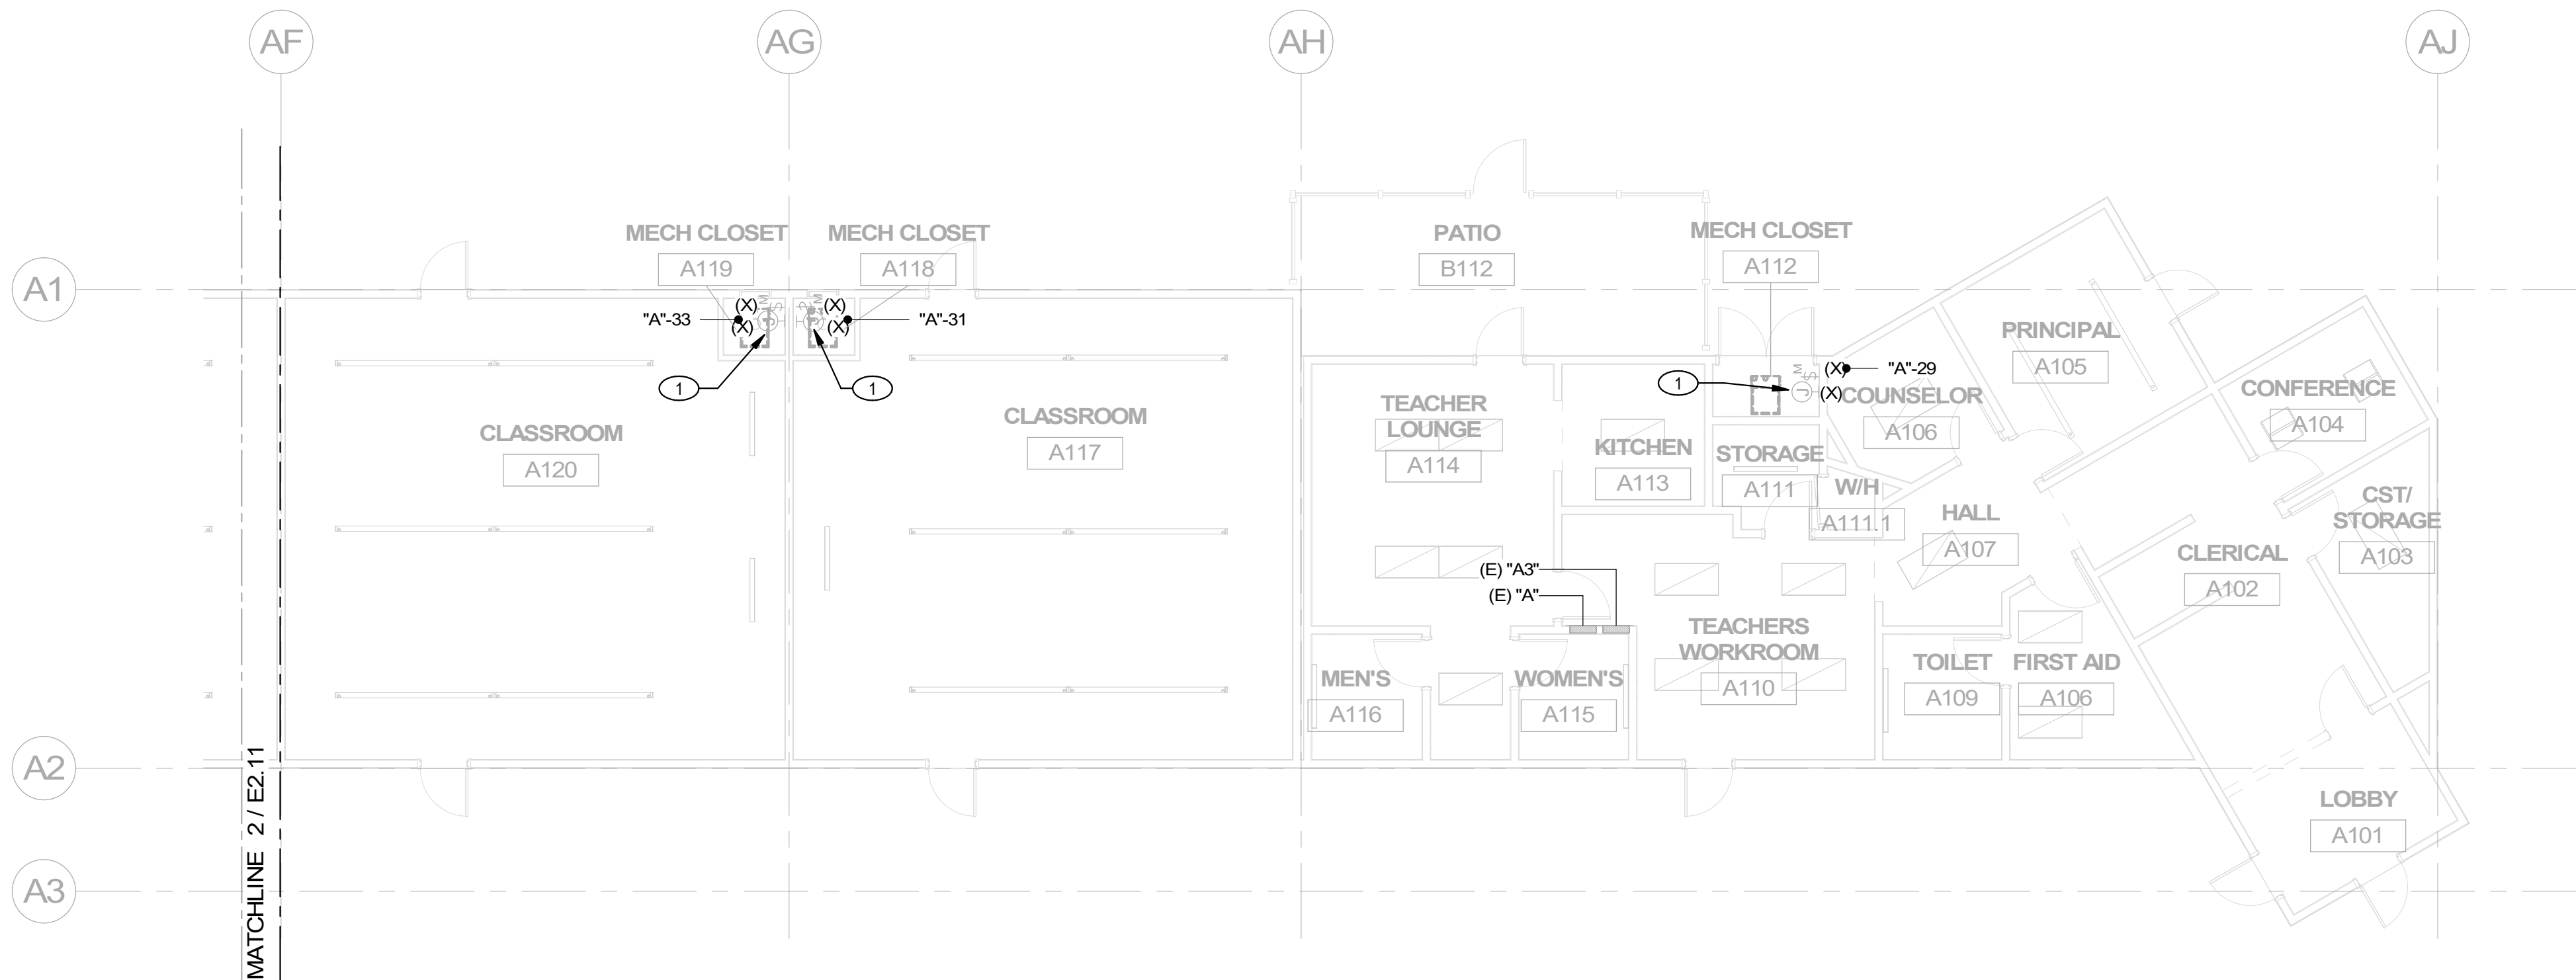 AF
AG
AH
AJ
MECH CLOSET
A119
MECH CLOSET
A118
PATIO
B112
MECH CLOSET
A112
A1
(X)
(X)
"A"-33
(X)
(X)
"A"-31
M
$
J
M
$
J
1
1
1
M
$
J
(X)
"A"-29
(X)
PRINCIPAL
A105
COUNSELOR
A106
CONFERENCE
A104
CLASSROOM
A120
CLASSROOM
A117
TEACHER
LOUNGE
A114
KITCHEN
A113
STORAGE
A111
W/H
A111.1
HALL
A107
CST/
STORAGE
A103
CLERICAL
A102
(E) "A3"
(E) "A"
TEACHERS
WORKROOM
A110
MEN'S
A116
WOMEN'S
A115
TOILET
A109
FIRST AID
A106
A2
LOBBY
A101
A3
MATCHLINE 2 / E2.11